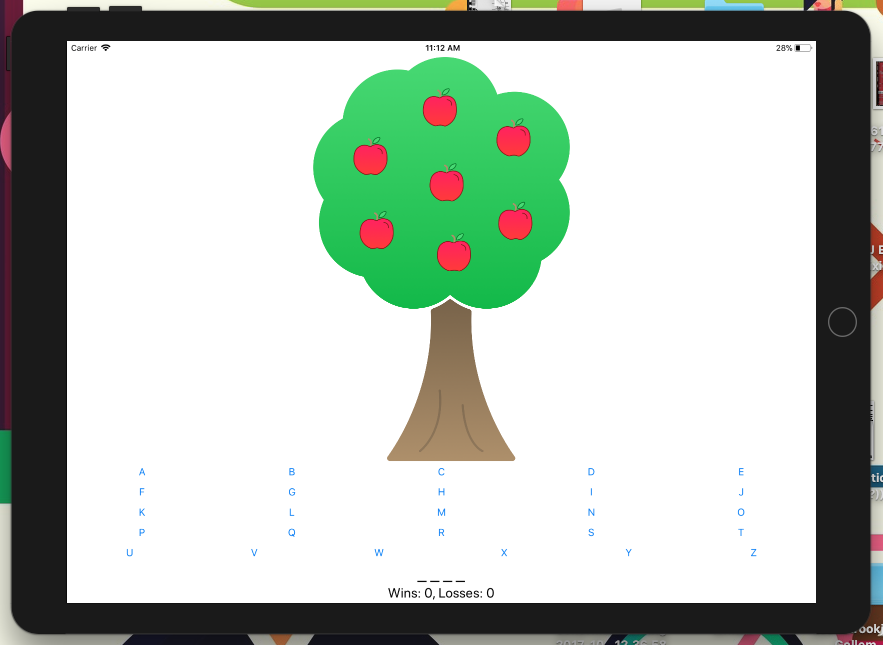 Carrier 11:12 AM 28%
A B C D E
F G H I J
K L M N O
P Q R S T
U V W X Y Z
_ _ _ _
Wins: 0, Losses: 0